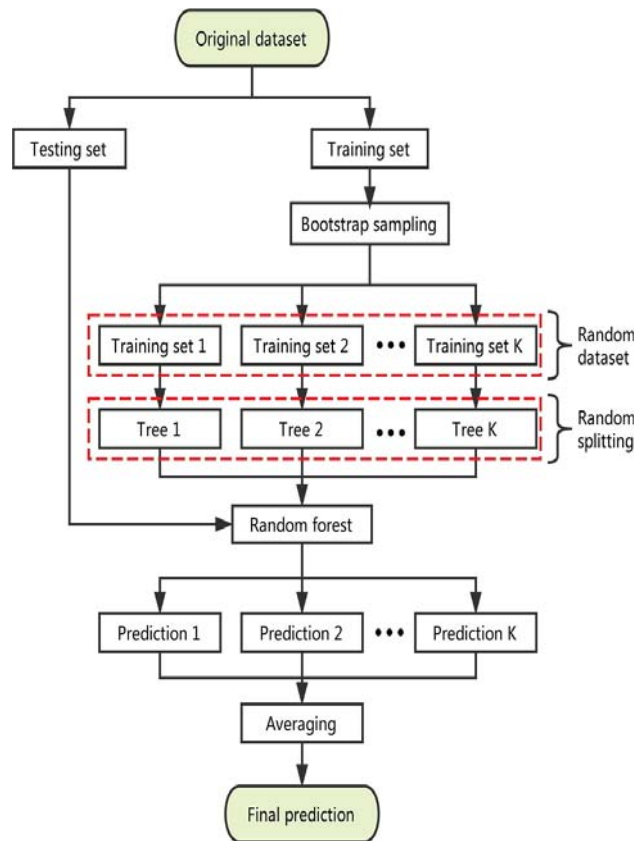 Original dataset
Testing set
Training set
Bootstrap sampling
Training set 1
Training set 2
•••
Training set K
Random
dataset
Tree 1
Tree 2
•••
Tree K
Random
splitting
Random forest
Prediction 1
Prediction 2
•••
Prediction K
Averaging
Final prediction